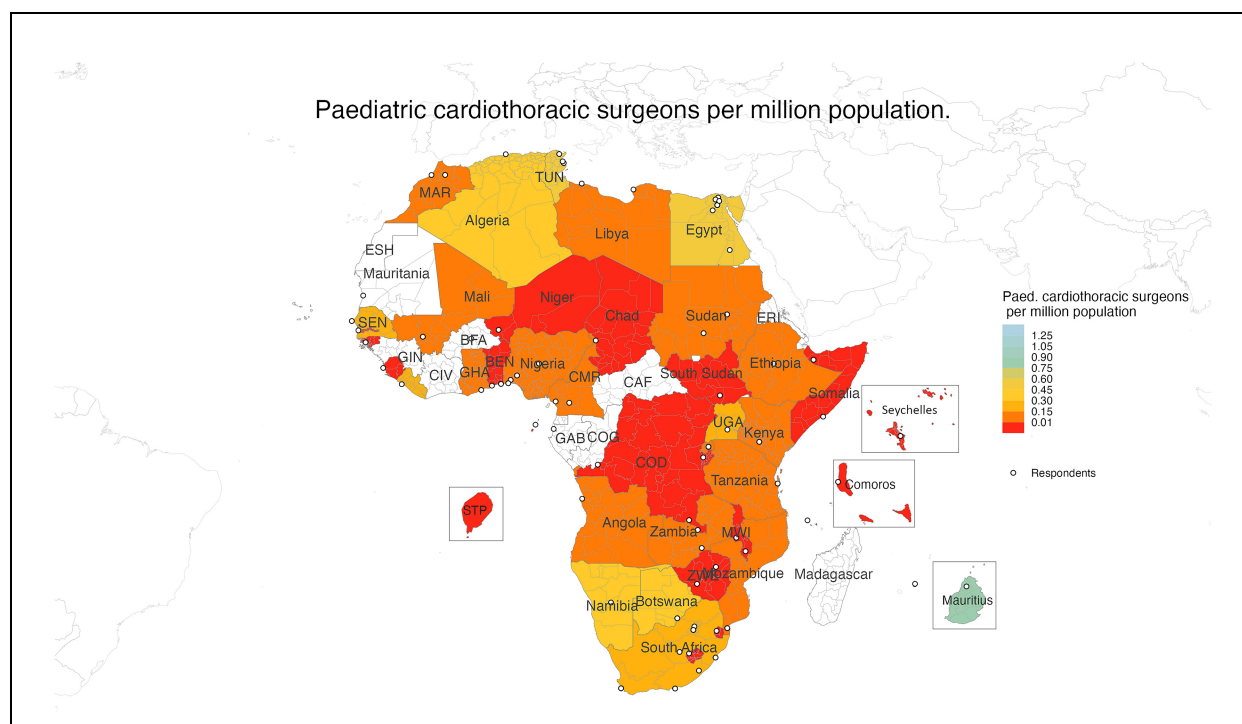 Paediatric cardiothoracic surgeons per million population.
TUN
MAR
Algeria
Libya
Egypt
ESH
Mauritania
Mali
Niger
Chad
Sudan
ERI
SEN
BFA
GIN
CIV
GHA
BEN
Nigeria
CMR
CAF
South Sudan
Ethiopia
Somalia
UGA
Kenya
GAB
COG
COD
Tanzania
Angola
Zambia
MWI
ZWE
Mozambique
Madagascar
Namibia
Botswana
South Africa
STP
Seychelles
Comoros
Mauritius
Paed. cardiothoracic surgeons
per million population
1.25
1.05
0.90
0.75
0.60
0.45
0.30
0.15
0.01
Respondents